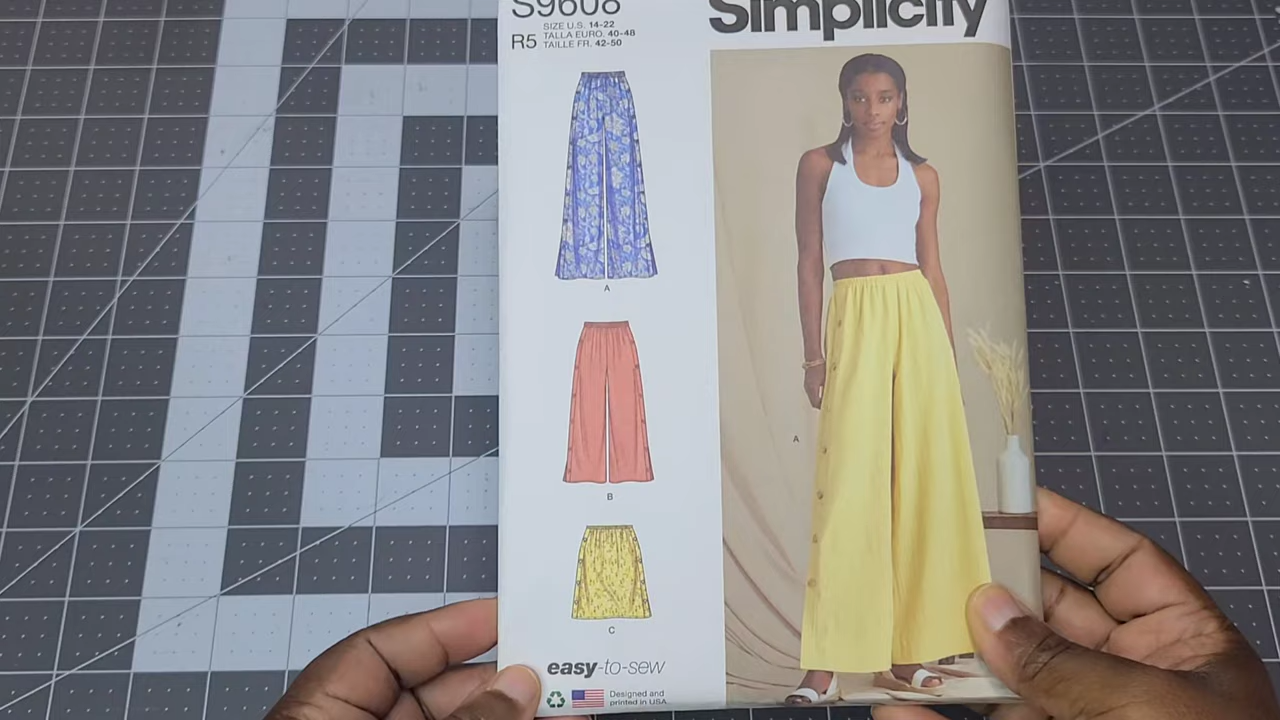 S9608
Simplicity
R5
SIZE U.S. 14-22
TALLA EURO. 40-48
TAILLE FR. 42-50
A
B
C
A
easy-to-sew
Designed and
printed in USA